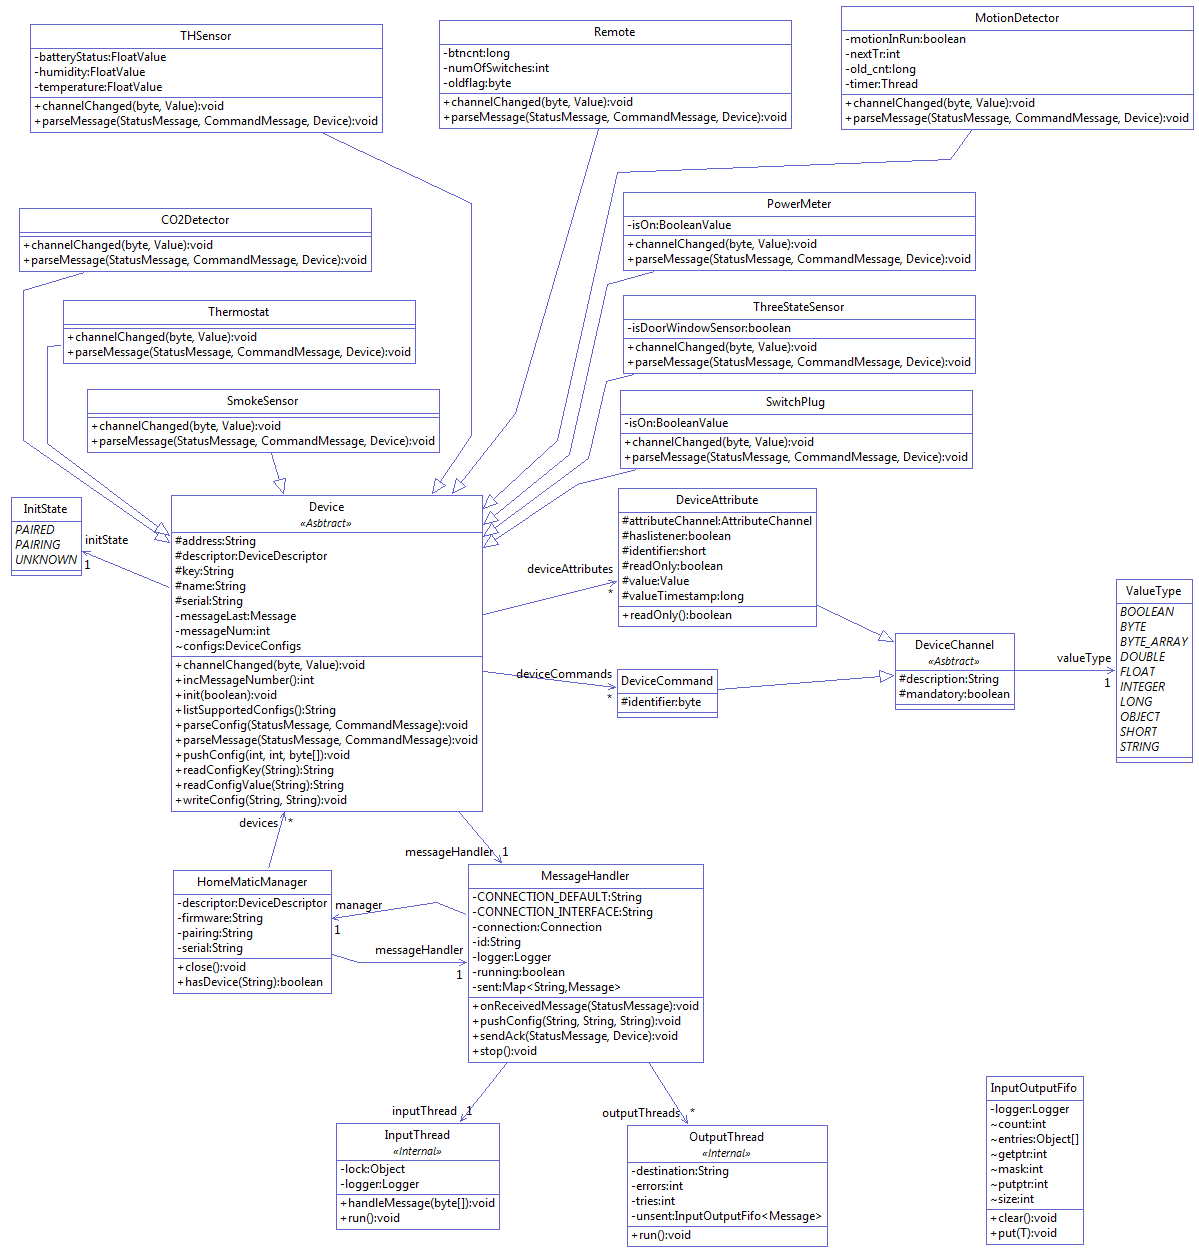 THSensor
-batteryStatus:FloatValue
-humidity:FloatValue
-temperature:FloatValue
+channelChanged(byte, Value):void
+parseMessage(StatusMessage, CommandMessage, Device):void
Remote
-btncnt:long
-numOfSwitches:int
-oldflag:byte
+channelChanged(byte, Value):void
+parseMessage(StatusMessage, CommandMessage, Device):void
MotionDetector
-motionInRun:boolean
-nextTr:int
-old_cnt:long
-timer:Thread
+channelChanged(byte, Value):void
+parseMessage(StatusMessage, CommandMessage, Device):void
CO2Detector
+channelChanged(byte, Value):void
+parseMessage(StatusMessage, CommandMessage, Device):void
PowerMeter
-isOn:BooleanValue
+channelChanged(byte, Value):void
+parseMessage(StatusMessage, CommandMessage, Device):void
Thermostat
+channelChanged(byte, Value):void
+parseMessage(StatusMessage, CommandMessage, Device):void
ThreeStateSensor
-isDoorWindowSensor:boolean
+channelChanged(byte, Value):void
+parseMessage(StatusMessage, CommandMessage, Device):void
SmokeSensor
+channelChanged(byte, Value):void
+parseMessage(StatusMessage, CommandMessage, Device):void
SwitchPlug
-isOn:BooleanValue
+channelChanged(byte, Value):void
+parseMessage(StatusMessage, CommandMessage, Device):void
InitState
PAIRED
PAIRING
UNKNOWN
initState
1
Device
«Asbtract»
#address:String
#descriptor:DeviceDescriptor
#key:String
#name:String
#serial:String
-messageLast:Message
-messageNum:int
~configs:DeviceConfigs
+channelChanged(byte, Value):void
+incMessageNumber():int
+init(boolean):void
+listSupportedConfigs():String
+parseConfig(StatusMessage, CommandMessage):void
+parseMessage(StatusMessage, CommandMessage):void
+pushConfig(int, int, byte[]):void
+readConfigKey(String):String
+readConfigValue(String):String
+writeConfig(String, String):void
deviceAttributes
*
DeviceAttribute
#attributeChannel:AttributeChannel
#haslistener:boolean
#identifier:short
#readOnly:boolean
#value:Value
#valueTimestamp:long
+readOnly():boolean
deviceCommands
*
DeviceCommand
#identifier:byte
DeviceChannel
«Asbtract»
#description:String
#mandatory:boolean
valueType
1
ValueType
BOOLEAN
BYTE
BYTE_ARRAY
DOUBLE
FLOAT
INTEGER
LONG
OBJECT
SHORT
STRING
devices
*
messageHandler
1
HomeMaticManager
-descriptor:DeviceDescriptor
-firmware:String
-pairing:String
-serial:String
+close():void
+hasDevice(String):boolean
manager
1
messageHandler
1
MessageHandler
-CONNECTION_DEFAULT:String
-CONNECTION_INTERFACE:String
-connection:Connection
-id:String
-logger:Logger
-running:boolean
-sent:Map<String,Message>
+onReceivedMessage(StatusMessage):void
+pushConfig(String, String, String):void
+sendAck(StatusMessage, Device):void
+stop():void
inputThread
1
outputThreads
*
InputThread
«Internal»
-lock:Object
-logger:Logger
+handleMessage(byte[]):void
+run():void
OutputThread
«Internal»
-destination:String
-errors:int
-tries:int
-unsent:InputOutputFifo<Message>
+run():void
InputOutputFifo
-logger:Logger
~count:int
~entries:Object[]
~getptr:int
~mask:int
~putptr:int
~size:int
+clear():void
+put(T):void